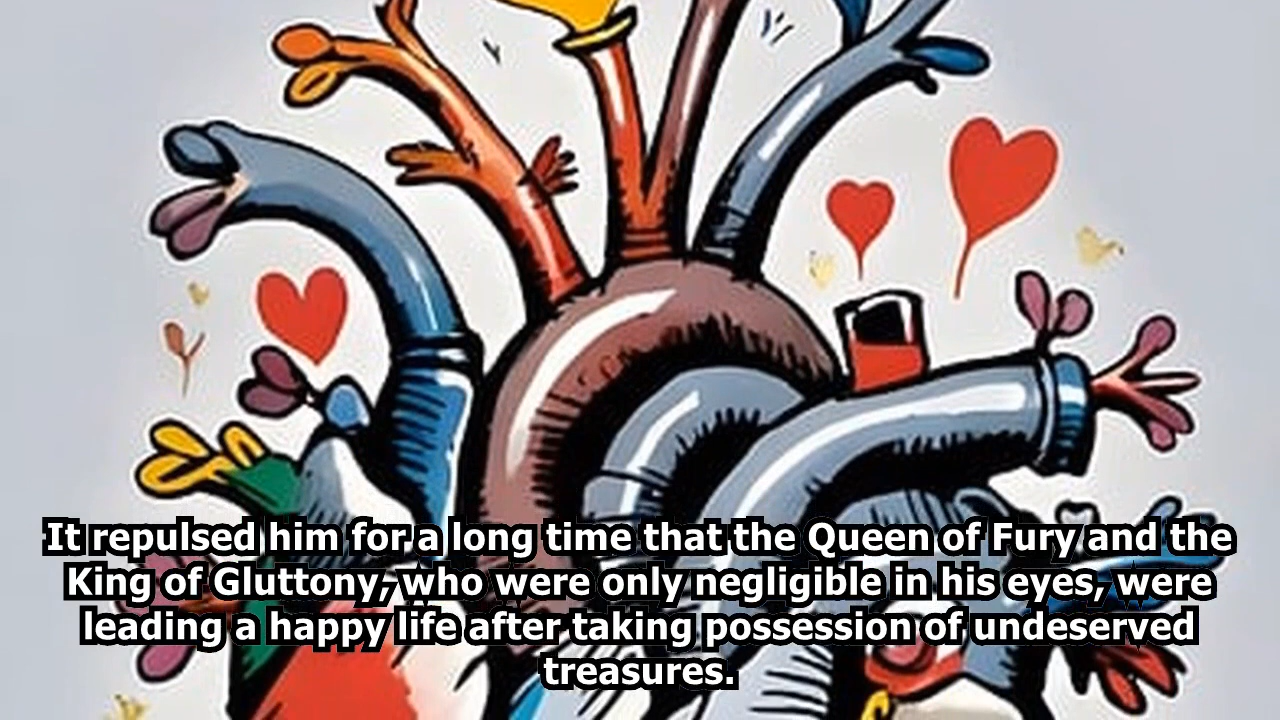 It repulsed him for a long time that the Queen of Fury and the
King of Gluttony, who were only negligible in his eyes, were
leading a happy life after taking possession of undeserved
treasures.